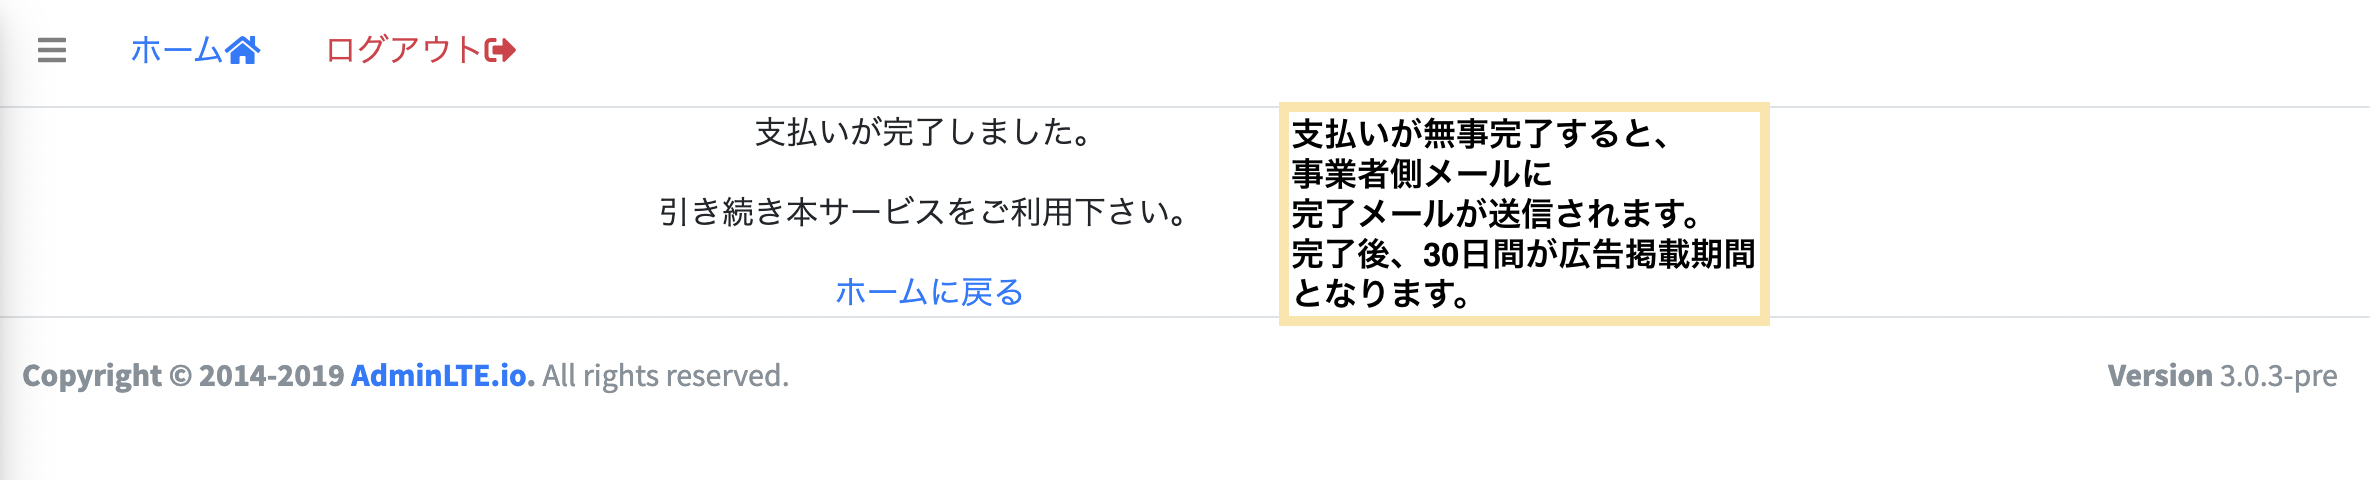 ホーム
ログアウト
支払いが完了しました。
引き続き本サービスをご利用下さい。
ホームに戻る
支払いが無事完了すると、
事業者側メールに
完了メールが送信されます。
完了後、30日間が広告掲載期間
となります。
Copyright © 2014-2019 AdminLTE.io. All rights reserved.
Version 3.0.3-pre